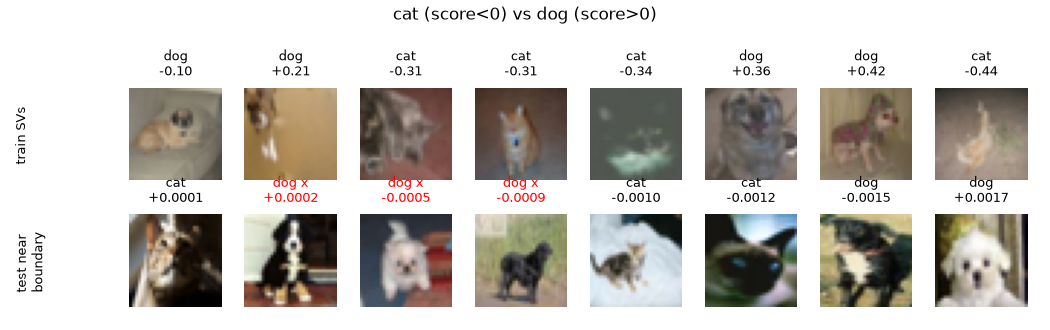 cat (score<0) vs dog (score>0)
dog
-0.10
dog
+0.21
cat
-0.31
cat
-0.31
cat
-0.34
dog
+0.36
dog
+0.42
cat
-0.44
train SVs
cat
+0.0001
dog x
+0.0002
dog x
-0.0005
dog x
-0.0009
cat
-0.0010
cat
-0.0012
dog
-0.0015
dog
+0.0017
test near
boundary